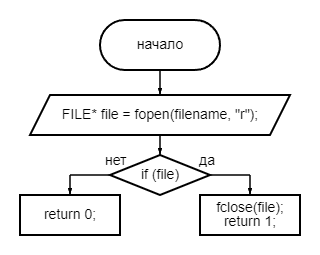 начало
FILE* file = fopen(filename, "r");
нет
да
if (file)
return 0;
fclose(file);
return 1;